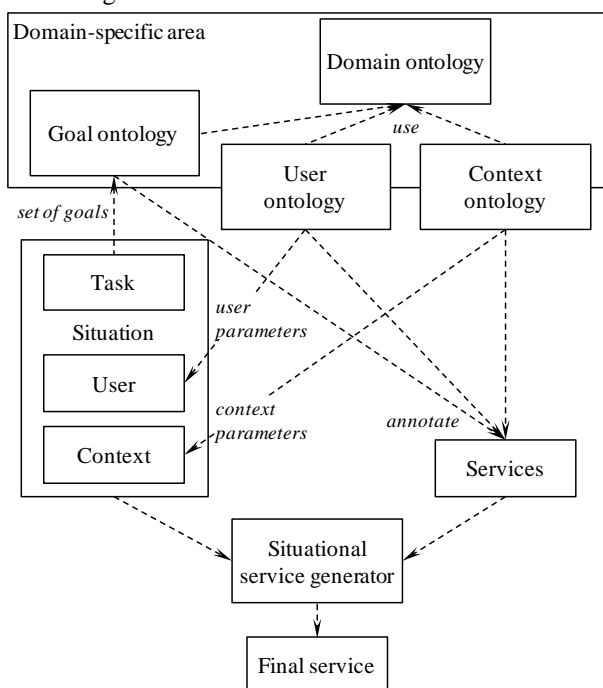 Domain-specific area
Domain ontology
Goal ontology
use
User
ontology
Context
ontology
set of goals
Task
Situation
user
parameters
User
context
parameters
annotate
Context
Services
Situational
service generator
Final service